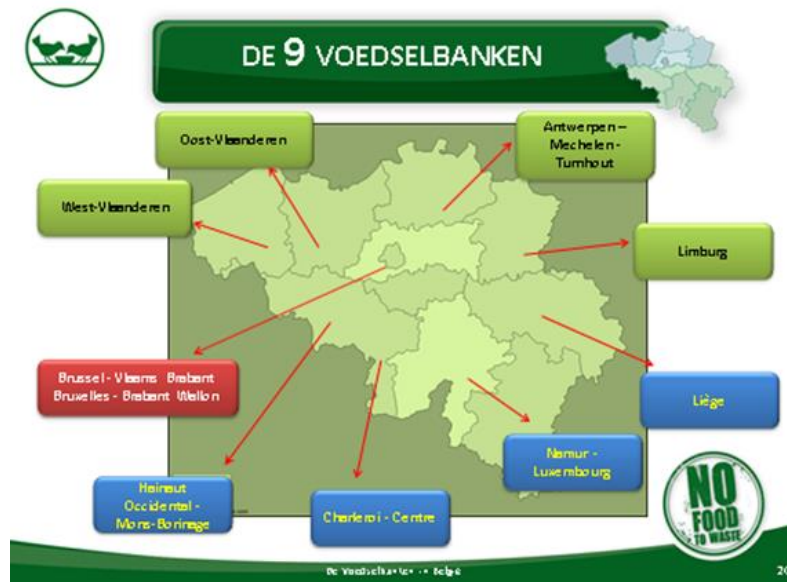 DE 9 VOEDSELBANKEN
Oost-Vlaanderen
Antwerpen –
Mechelen -
Turnhout
West-Vlaanderen
Limburg
Brussel - Vlaams Brabant
Bruxelles - Brabant Wallon
Liège
Namur -
Luxembourg
Hainaut
Occidental -
Mons-Borinage
Charleroi - Centre
NO
FOOD
TO WASTE
De Voedselbanken in België